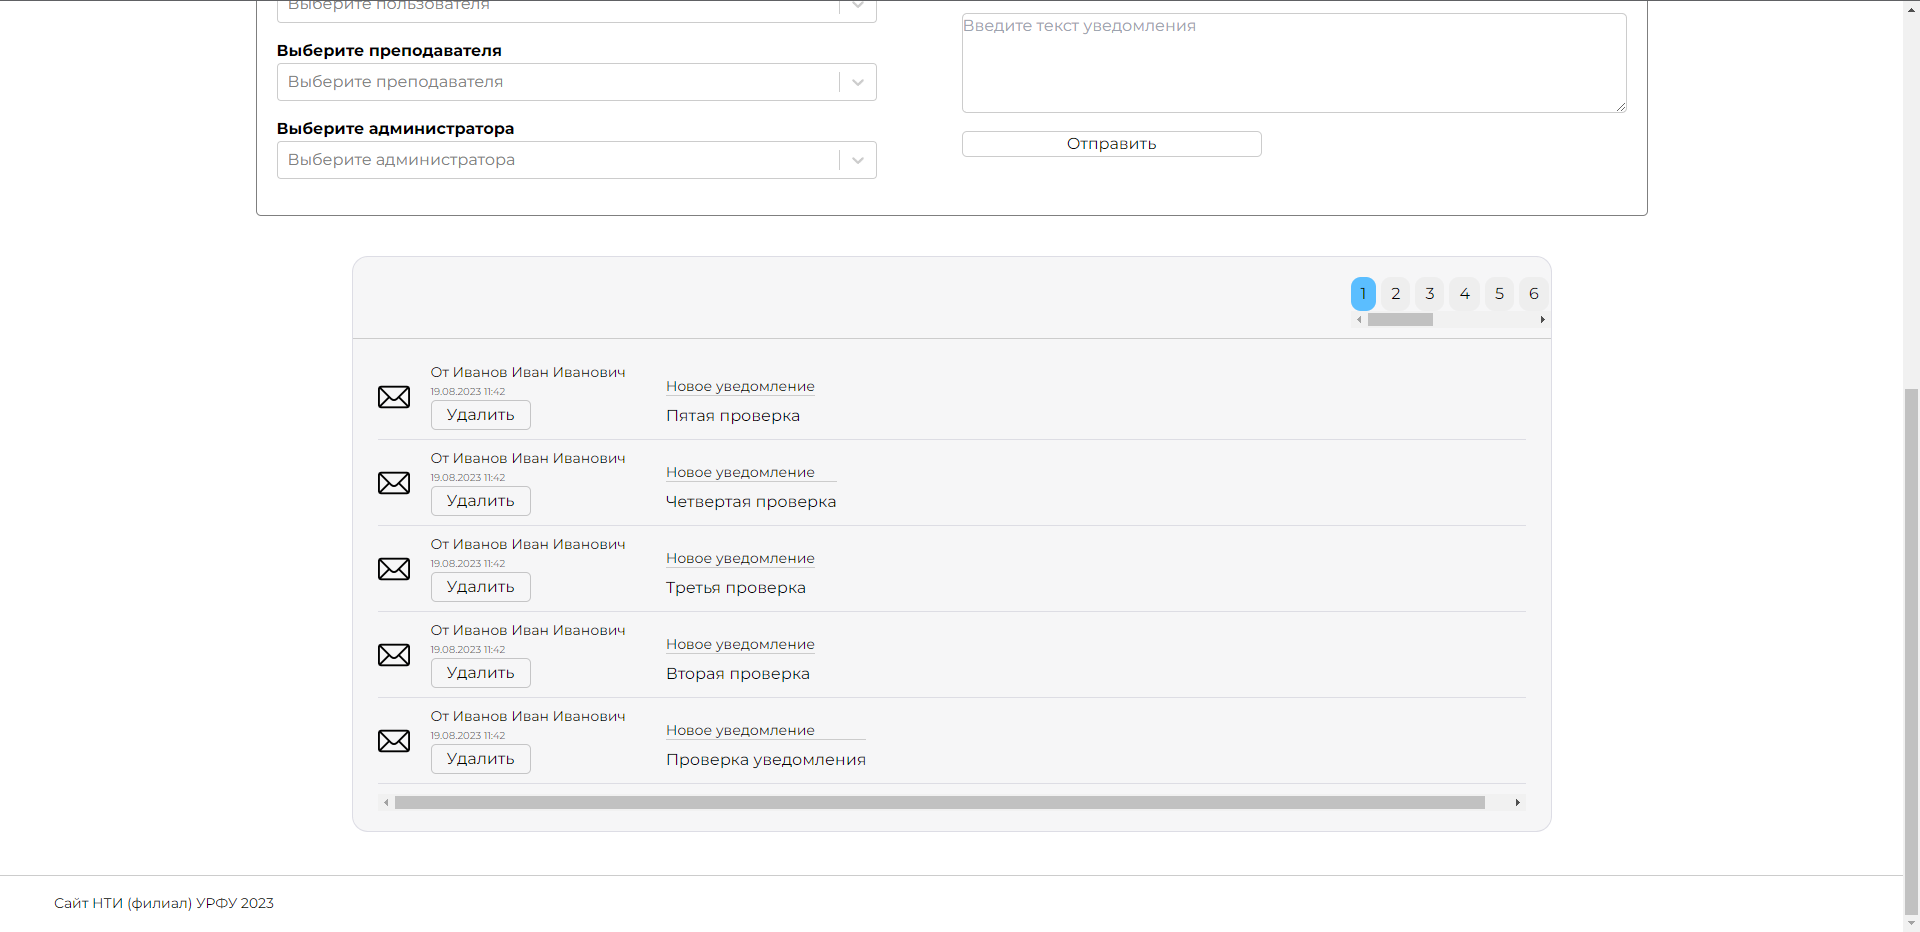 Выберите пользователя
Выберите преподавателя
Выберите преподавателя
Выберите администратора
Выберите администратора
Введите текст уведомления
Отправить
1 2 3 4 5 6
От Иванов Иван Иванович
19.08.2023 11:42
Удалить
Новое уведомление
Пятая проверка
От Иванов Иван Иванович
19.08.2023 11:42
Удалить
Новое уведомление
Четвертая проверка
От Иванов Иван Иванович
19.08.2023 11:42
Удалить
Новое уведомление
Третья проверка
От Иванов Иван Иванович
19.08.2023 11:42
Удалить
Новое уведомление
Вторая проверка
От Иванов Иван Иванович
19.08.2023 11:42
Удалить
Новое уведомление
Проверка уведомления
Сайт НТИ (филиал) УРФУ 2023